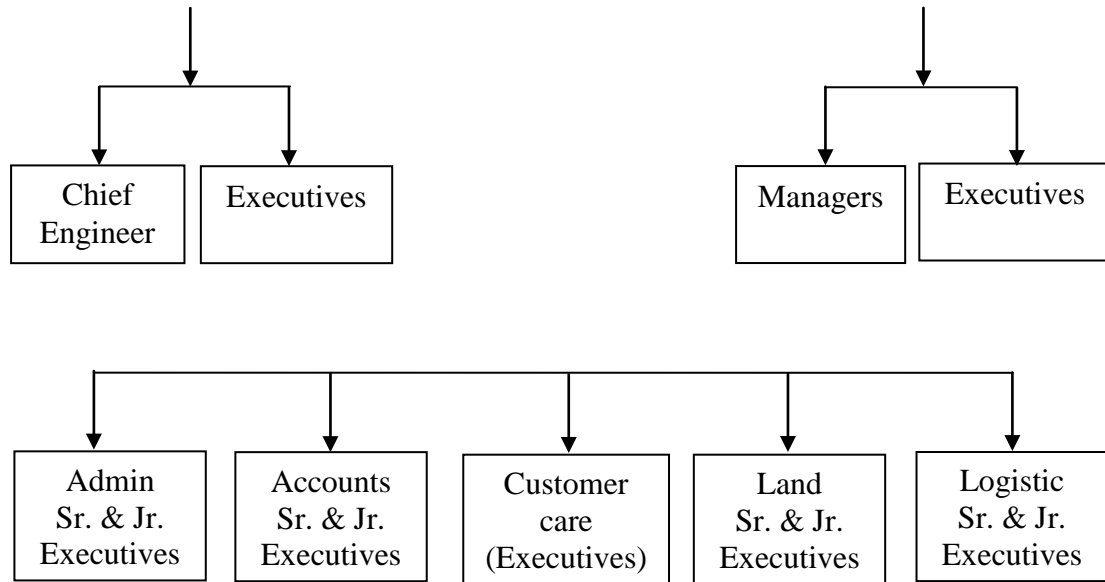 Chief
Engineer
Executives
Managers
Executives
Admin
Sr. & Jr.
Executives
Accounts
Sr. & Jr.
Executives
Customer
care
(Executives)
Land
Sr. & Jr.
Executives
Logistic
Sr. & Jr.
Executives